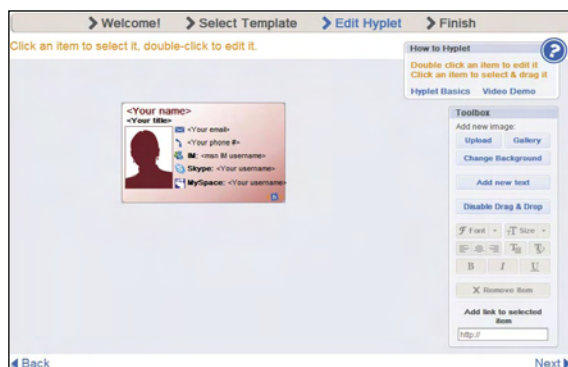 Welcome! Select Template Edit Hyplet Finish
Click an item to select it, double-click to edit it.
How to Hyplet
?
Double click an item to edit it
Click an item to select & drag it
Hyplet Basics Video Demo
<Your name>
<Your title>
<Your email>
<Your phone #>
IM: <msn IM username>
Skype: <Your username>
MySpace: <Your username>
Toolbox
Add new image:
Upload Gallery
Change Background
Add new text
Disable Drag & Drop
F Font T Size
B I U
X Remove Item
Add link to selected
item
http://
Back Next